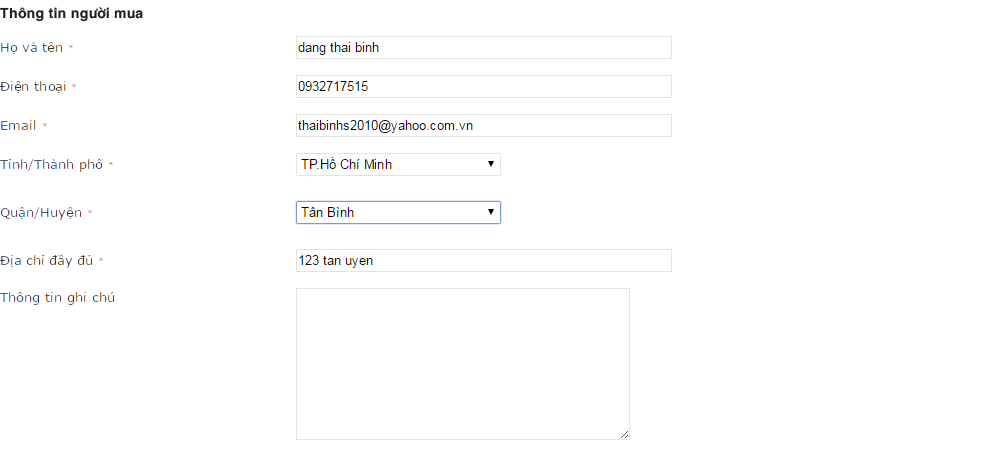 Thông tin người mua
Họ và tên * dang thai binh
Điện thoại * 0932717515
Email * thaibinhs2010@yahoo.com.vn
Tỉnh/Thành phố * TP.Hồ Chí Minh
Quận/Huyện * Tân Bình
Địa chỉ đầy đủ * 123 tan uyen
Thông tin ghi chú